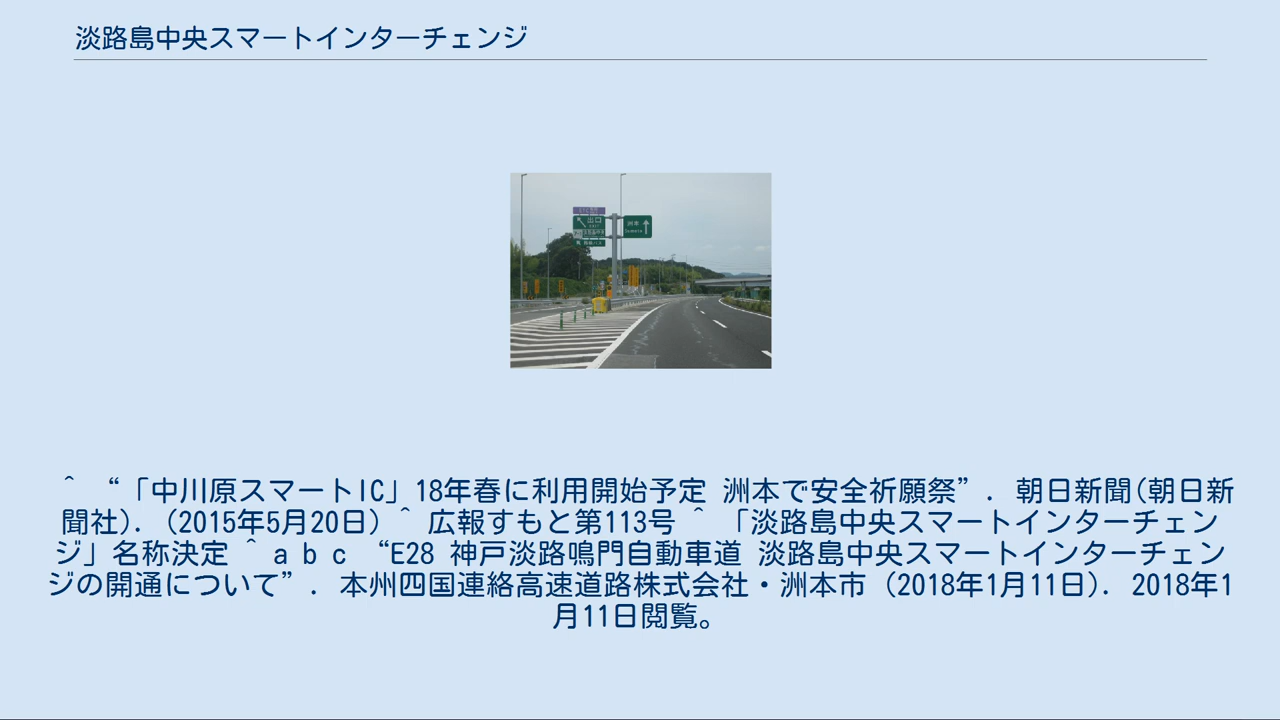 淡路島中央スマートインターチェンジ
出口
EXIT
洲本
Sumoto
^ “「中川原スマートIC」18年春に利用開始予定 洲本で安全祈願祭”. 朝日新聞(朝日新
聞社). (2015年5月20日) ^ 広報すもと第113号 ^ 「淡路島中央スマートインターチェン
ジ」名称決定 ^ a b c “E28 神戸淡路鳴門自動車道 淡路島中央スマートインターチェン
ジの開通について”. 本州四国連絡高速道路株式会社・洲本市 (2018年1月11日). 2018年1
月11日閲覧。